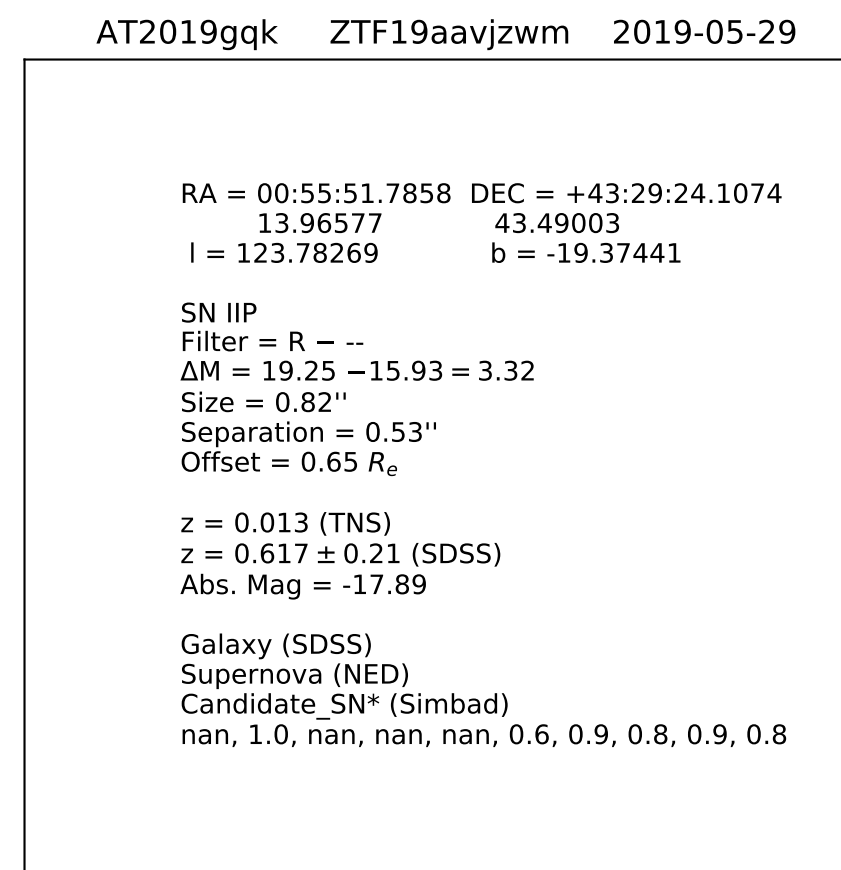 AT2019gqk ZTF19aavjzwm 2019-05-29
RA = 00:55:51.7858 DEC = +43:29:24.1074
13.96577 43.49003
l = 123.78269 b = -19.37441
SN IIP
Filter = R − --
ΔM = 19.25 −15.93 = 3.32
Size = 0.82''
Separation = 0.53''
Offset = 0.65 Rₑ
z = 0.013 (TNS)
z = 0.617 ± 0.21 (SDSS)
Abs. Mag = -17.89
Galaxy (SDSS)
Supernova (NED)
Candidate_SN* (Simbad)
nan, 1.0, nan, nan, nan, 0.6, 0.9, 0.8, 0.9, 0.8